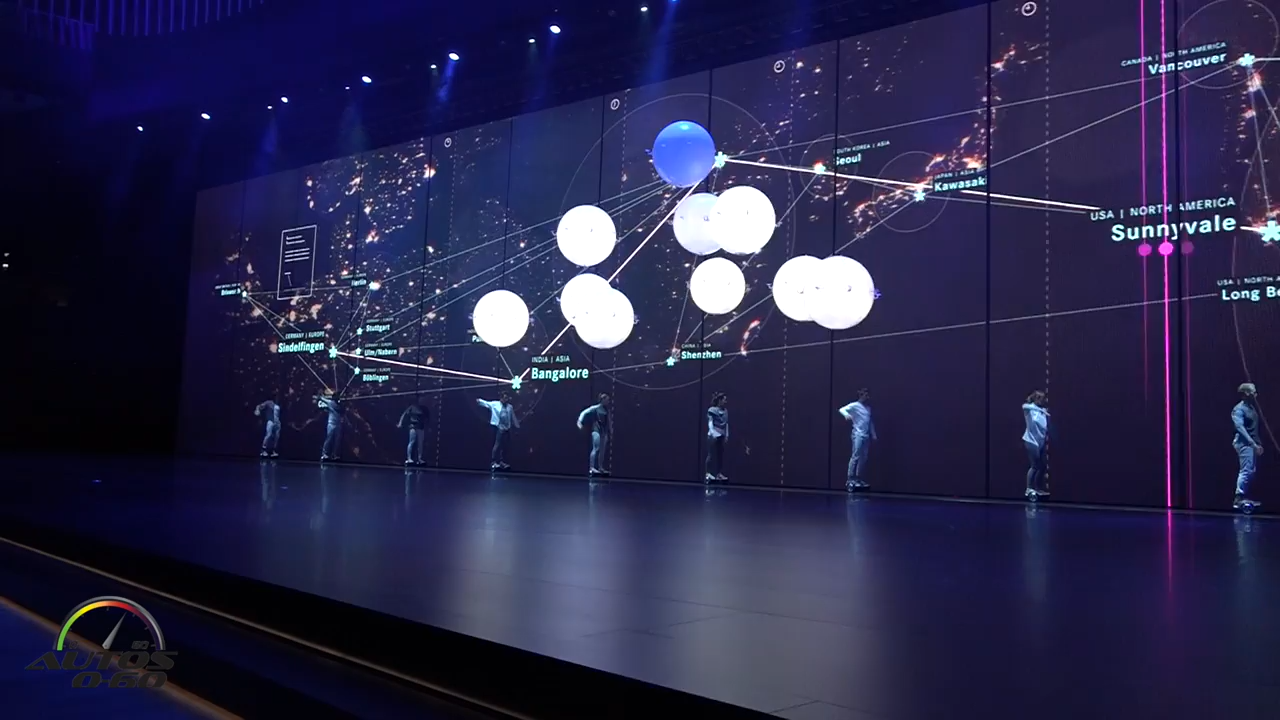 CANADA | NORTH AMERICA
Vancouver
SOUTH KOREA | ASIA
Seoul
JAPAN | ASIA
Kawasaki
USA | NORTH AMERICA
Sunnyvale
USA | NORTH
Long Be
Berlin
GERMANY | EUROPE
Stuttgart
GERMANY | EUROPE
Sindelfingen
Ulm/Nabern
GERMANY | EUROPE
Böblingen
INDIA | ASIA
Bangalore
CHINA | ASIA
Shenzhen
AUTOS
0-60